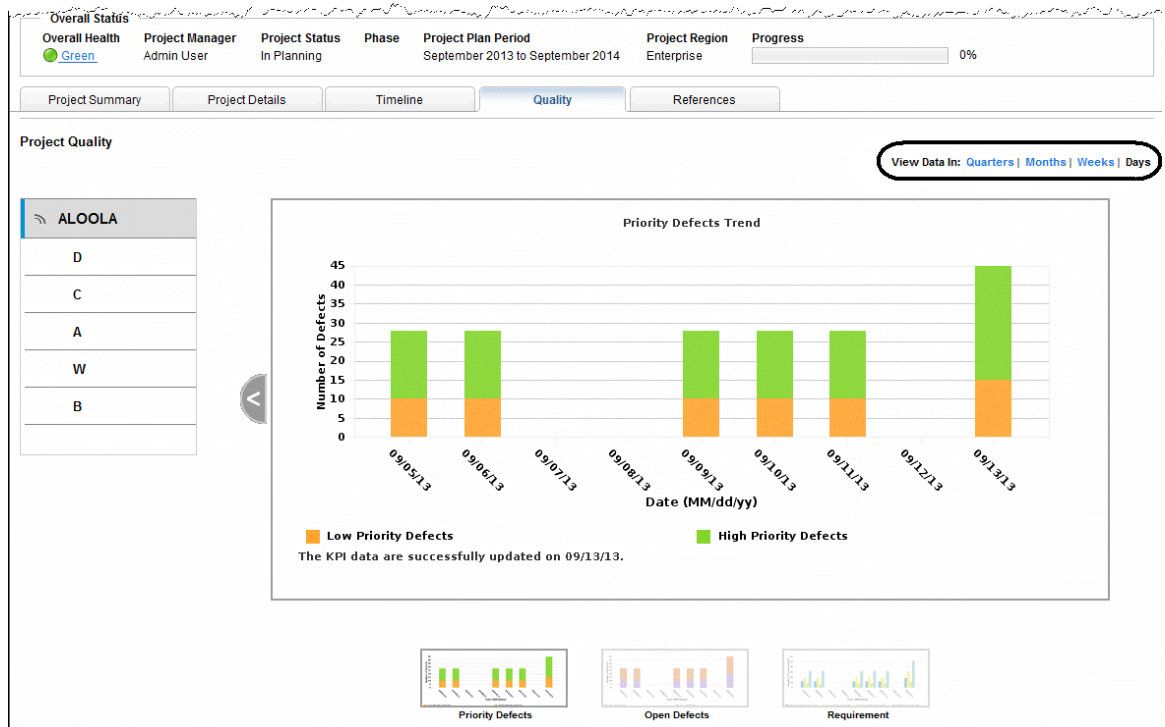 Overall Status
Overall Health Project Manager Project Status Phase Project Plan Period Project Region Progress
Green Admin User In Planning September 2013 to September 2014 Enterprise 0%
Project Summary Project Details Timeline Quality References
Project Quality
View Data In: Quarters | Months | Weeks | Days
ALOOLA
D
C
A
W
B
<
Priority Defects Trend
Number of Defects
45
40
35
30
25
20
15
10
5
0
09/05/13 09/06/13 09/07/13 09/08/13 09/09/13 09/10/13 09/11/13 09/12/13 09/13/13
Date (MM/dd/yy)
Low Priority Defects High Priority Defects
The KPI data are successfully updated on 09/13/13.
Priority Defects Open Defects Requirement